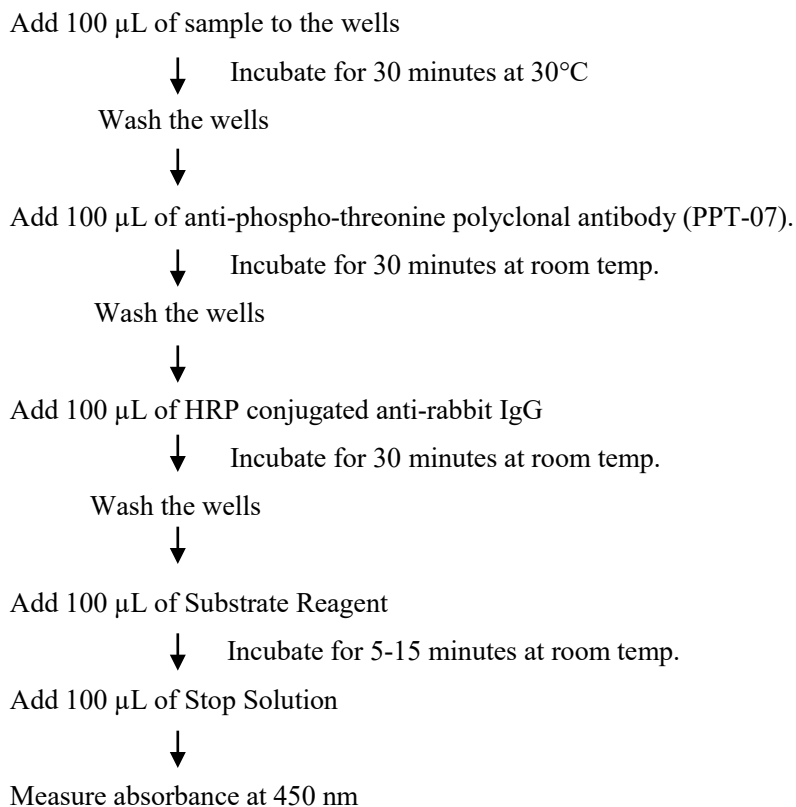 Add 100 µL of sample to the wells
Incubate for 30 minutes at 30°C
Wash the wells
Add 100 µL of anti-phospho-threonine polyclonal antibody (PPT-07).
Incubate for 30 minutes at room temp.
Wash the wells
Add 100 µL of HRP conjugated anti-rabbit IgG
Incubate for 30 minutes at room temp.
Wash the wells
Add 100 µL of Substrate Reagent
Incubate for 5-15 minutes at room temp.
Add 100 µL of Stop Solution
Measure absorbance at 450 nm